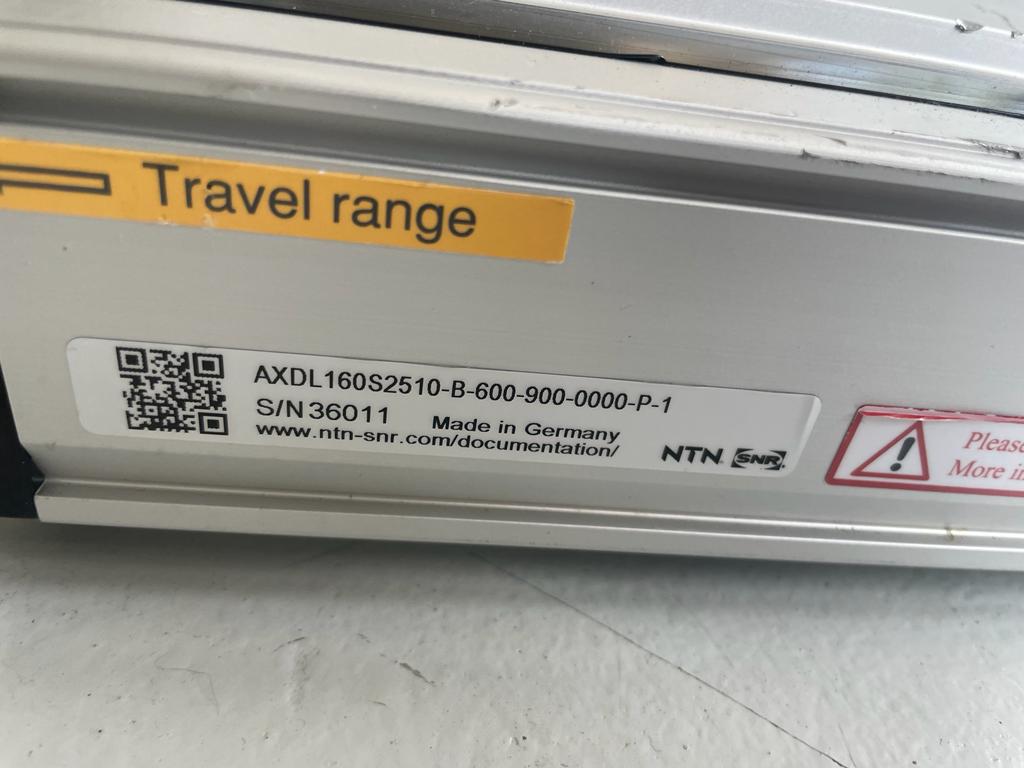 Travel range
AXDL160S2510-B-600-900-0000-P-1
S/N 36011 Made in Germany
www.ntn-snr.com/documentation/ NTN SNR
Please
More